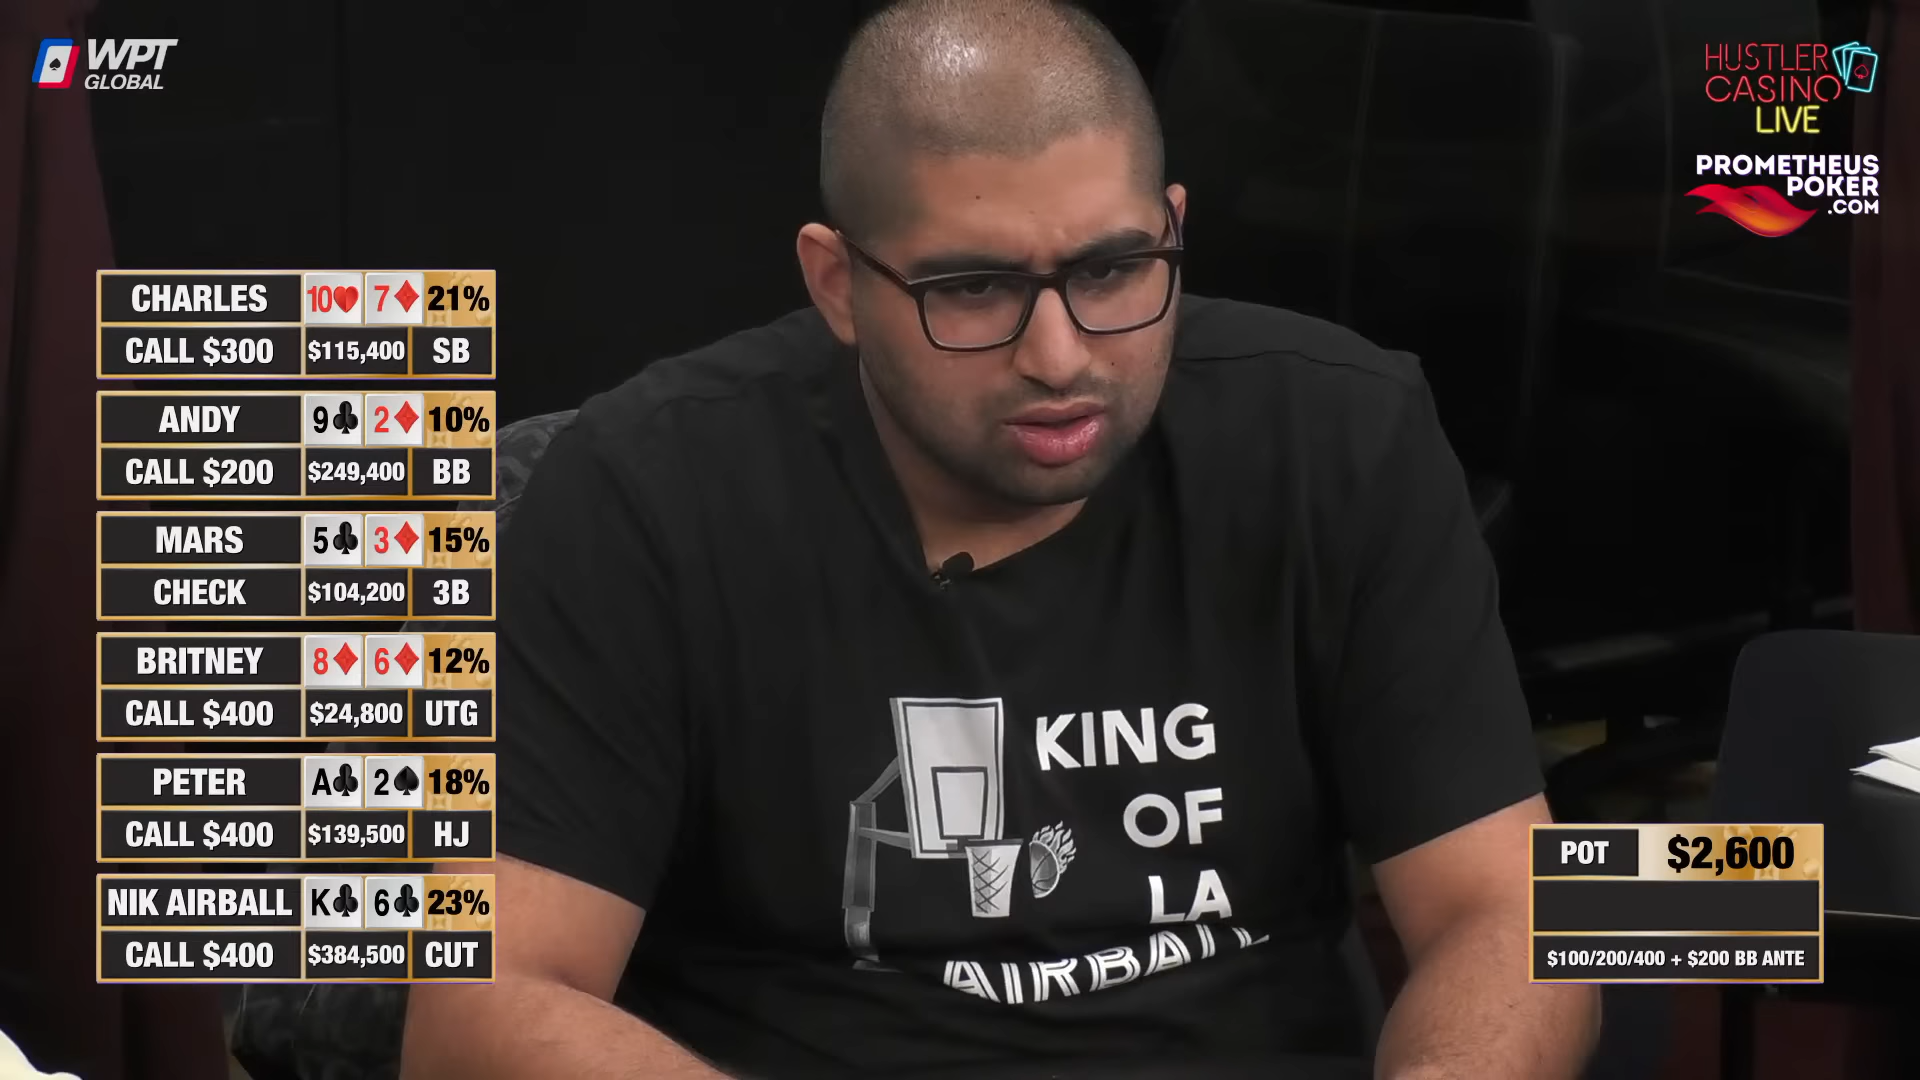 WPT
GLOBAL
HUSTLER
CASINO
LIVE
PROMETHEUS
POKER
.COM
CHARLES 10♥ 7♦ 21%
CALL $300 $115,400 SB
ANDY 9♣ 2♦ 10%
CALL $200 $249,400 BB
MARS 5♣ 3♦ 15%
CHECK $104,200 3B
BRITNEY 8♦ 6♦ 12%
CALL $400 $24,800 UTG
PETER A♣ 2♠ 18%
CALL $400 $139,500 HJ
NIK AIRBALL K♣ 6♣ 23%
CALL $400 $384,500 CUT
KING
OF
LA
AIRBALL
POT $2,600
$100/200/400 + $200 BB ANTE